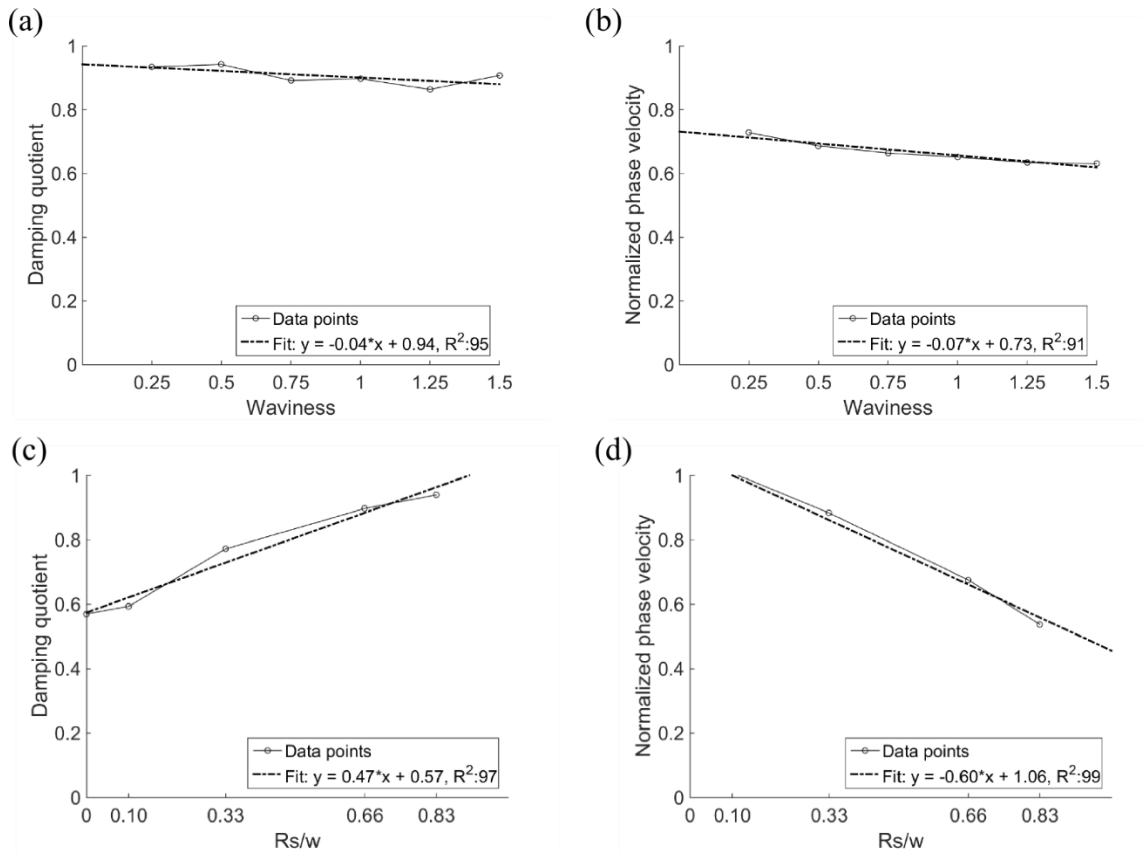 (a)
1
0.8
0.6
0.4
0.2
0
Damping quotient
Data points
Fit: y = -0.04*x + 0.94, R²:95
0.25 0.5 0.75 1 1.25 1.5
Waviness
(b)
1
0.8
0.6
0.4
0.2
0
Normalized phase velocity
Data points
Fit: y = -0.07*x + 0.73, R²:91
0.25 0.5 0.75 1 1.25 1.5
Waviness
(c)
1
0.8
0.6
0.4
0.2
0
Damping quotient
Data points
Fit: y = 0.47*x + 0.57, R²:97
0 0.10 0.33 0.66 0.83
Rs/w
(d)
1
0.8
0.6
0.4
0.2
0
Normalized phase velocity
Data points
Fit: y = -0.60*x + 1.06, R²:99
0 0.10 0.33 0.66 0.83
Rs/w